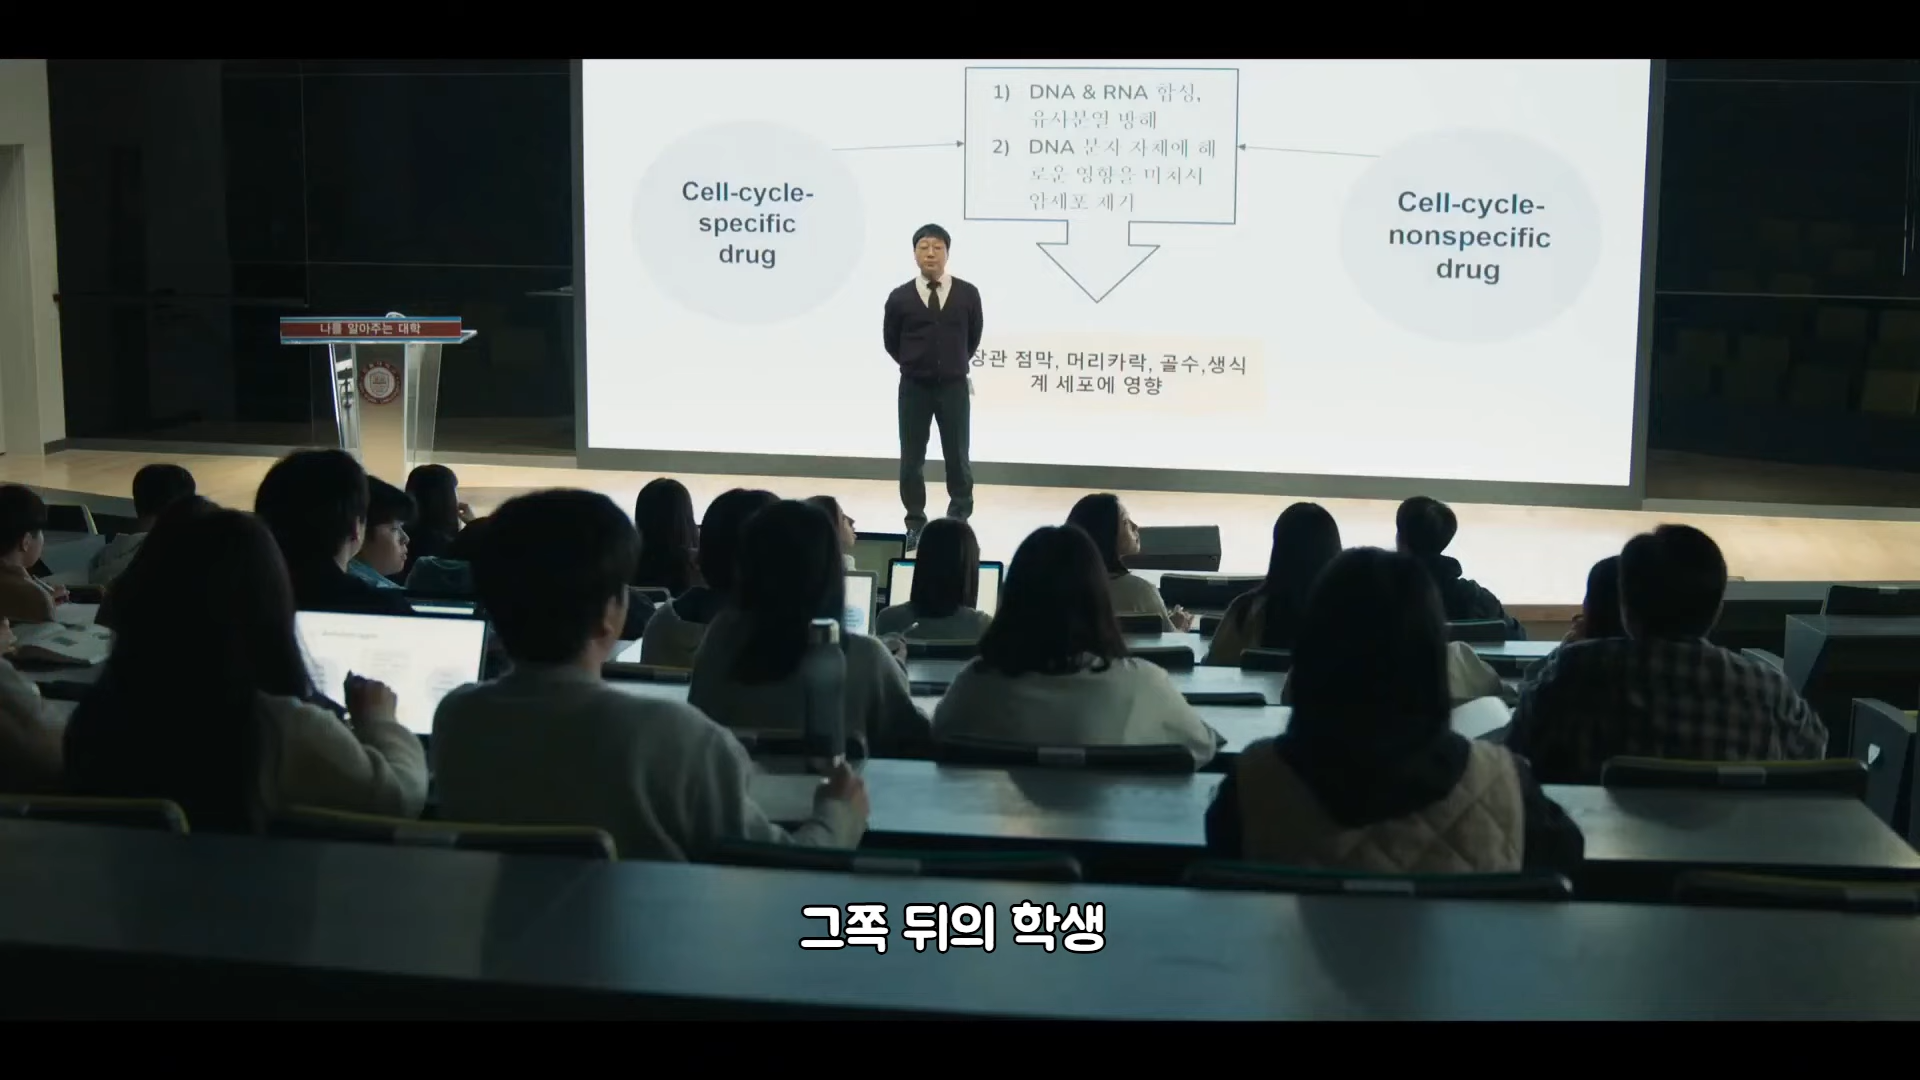 1) DNA & RNA 합성,
유사분열 방해
2) DNA 분자 자체에 해
로운 영향을 미쳐서
암세포 제거
Cell-cycle-
specific
drug
Cell-cycle-
nonspecific
drug
장관 점막, 머리카락, 골수,생식
계 세포에 영향
나를 알아주는 대학
그쪽 뒤의 학생